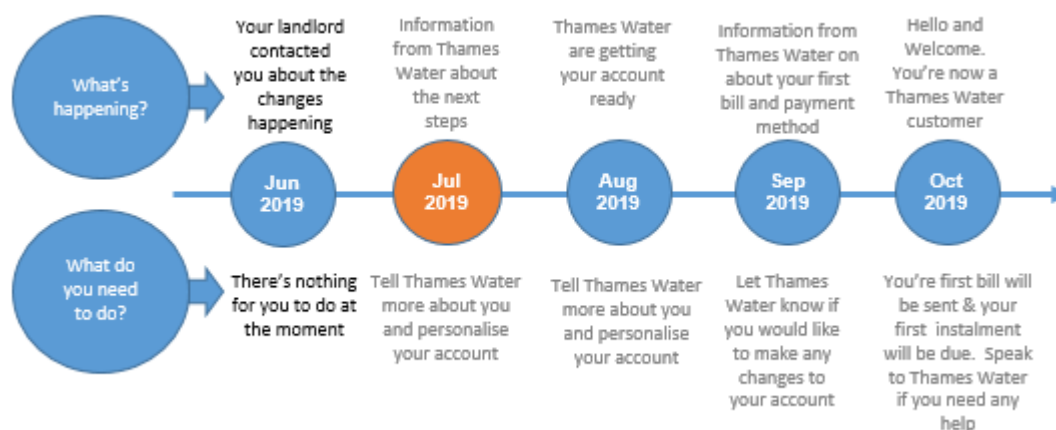 What's
happening?
Your landlord
contacted
you about the
changes
happening
Information
from Thames
Water about
the next
steps
Thames Water
are getting
your account
ready
Information from
Thames Water on
about your first
bill and payment
method
Hello and
Welcome.
You're now a
Thames Water
customer
Jun
2019
Jul
2019
Aug
2019
Sep
2019
Oct
2019
What do
you need
to do?
There's nothing
for you to do at
the moment
Tell Thames Water
more about you
and personalise
your account
Tell Thames Water
more about you
and personalise
your account
Let Thames
Water know if
you would like
to make any
changes to
your account
You're first bill will
be sent & your
first instalment
will be due. Speak
to Thames Water
if you need any
help